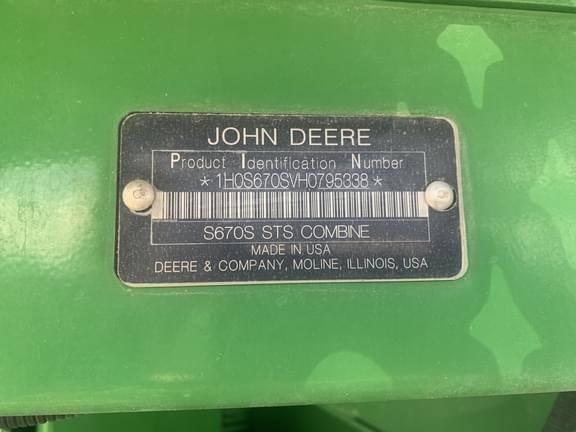 JOHN DEERE
Product Identification Number
*1H0S670SVH0795338*
S670S STS COMBINE
MADE IN USA
DEERE & COMPANY, MOLINE, ILLINOIS, USA